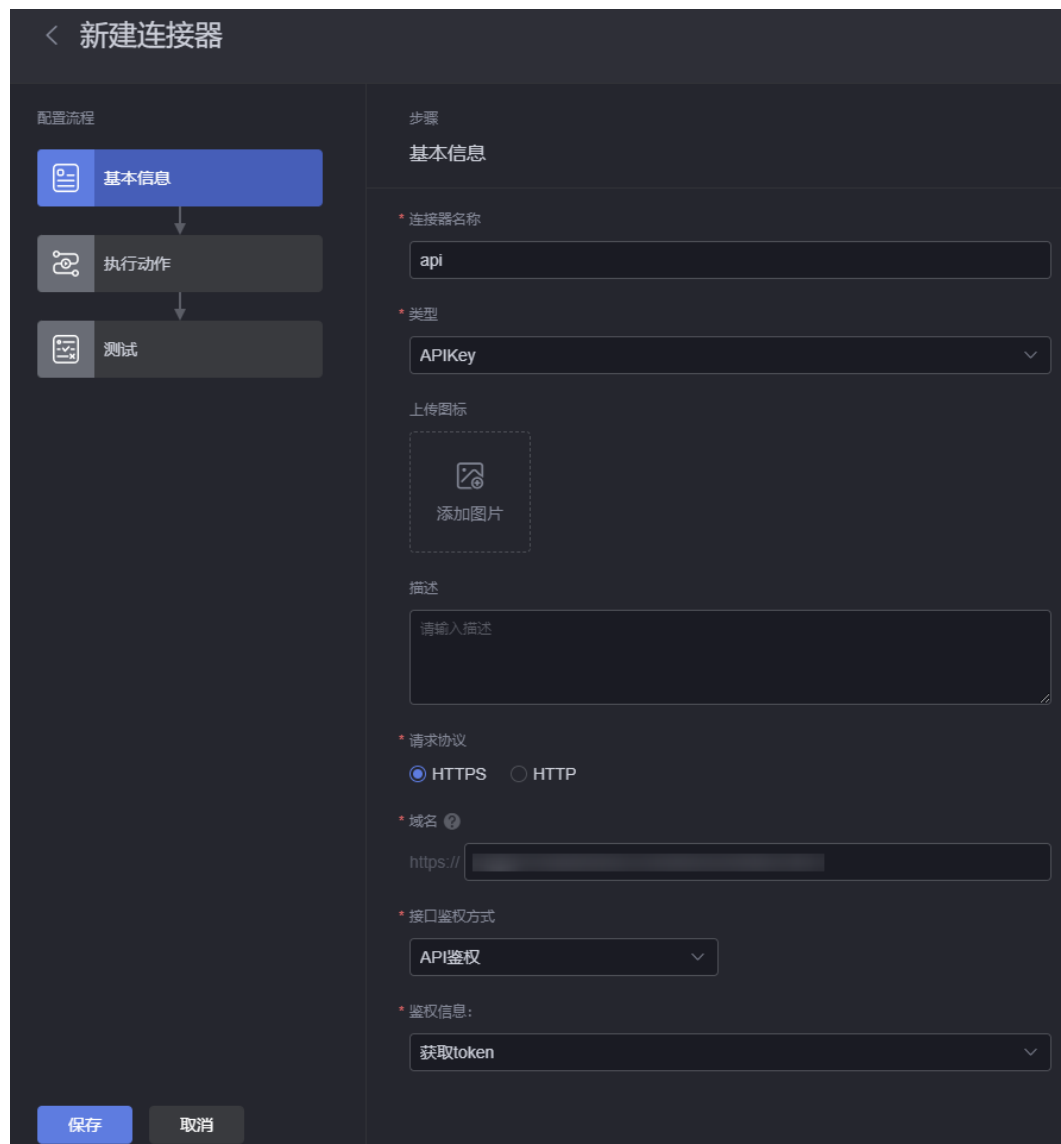 新建连接器
配置流程
基本信息
执行动作
测试
保存
取消
步骤
基本信息
* 连接器名称
api
* 类型
APIKey
上传图标
添加图片
描述
请输入描述
* 请求协议
HTTPS HTTP
* 域名 ?
https://
* 接口鉴权方式
API鉴权
* 鉴权信息:
获取token